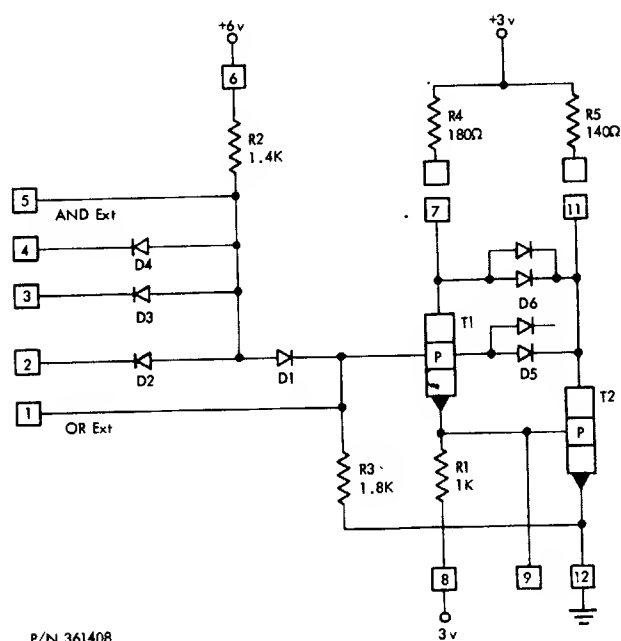 +6v
+3v
6
R2
1.4K
R4
180Ω
R5
140Ω
5
AND Ext
7
11
4
D4
3
D3
D6
T1
2
D2
D1
P
D5
T2
1
OR Ext
P
R3
1.8K
R1
1K
8
9
12
3v
P/N 361408